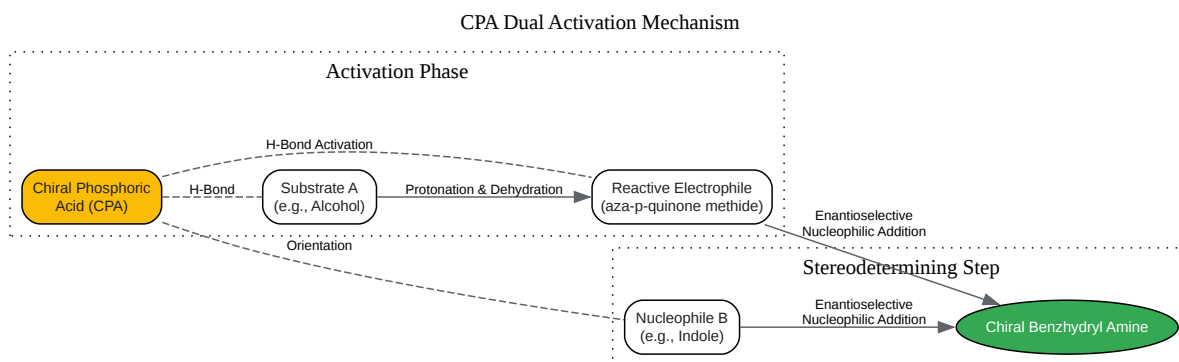 CPA Dual Activation Mechanism
Activation Phase
H-Bond Activation
Chiral Phosphoric
Acid (CPA)
H-Bond
Substrate A
(e.g., Alcohol)
Protonation & Dehydration
Reactive Electrophile
(aza-p-quinone methide)
Orientation
Enantioselective
Nucleophilic Addition
Stereodetermining Step
Nucleophile B
(e.g., Indole)
Enantioselective
Nucleophilic Addition
Chiral Benzhydryl Amine